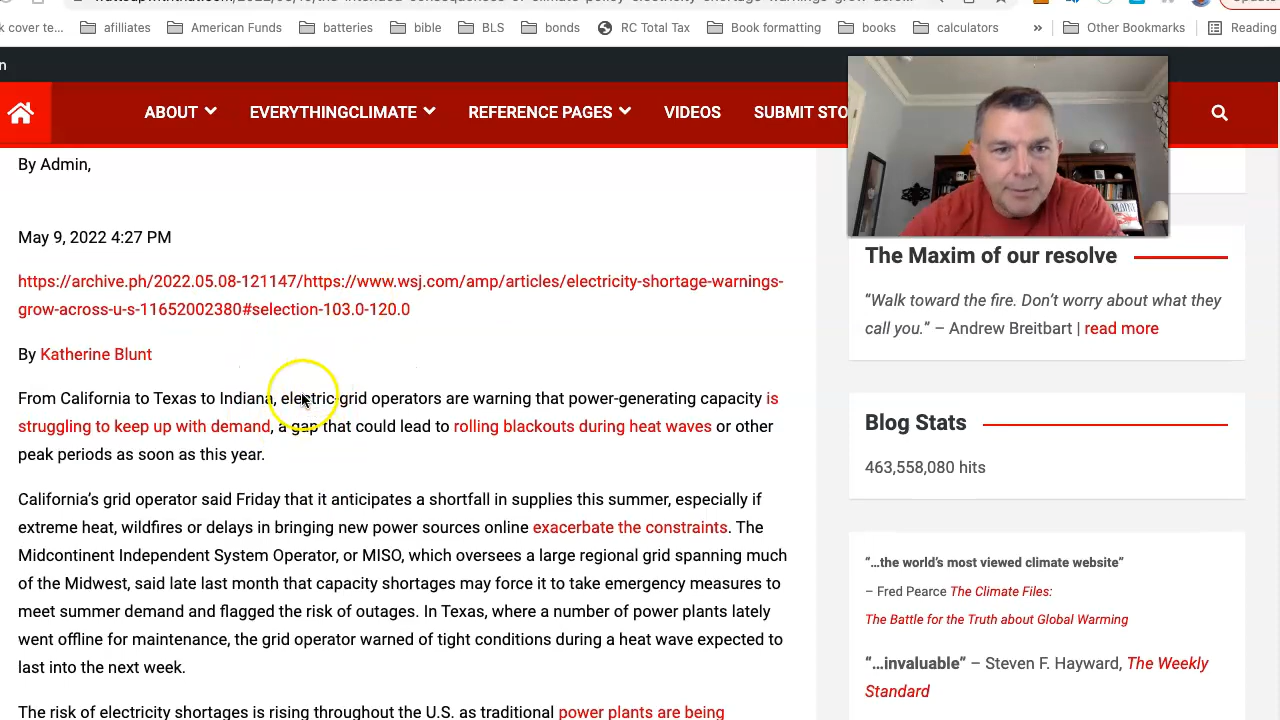 k cover te...
affiliates
American Funds
batteries
bible
BLS
bonds
RC Total Tax
Book formatting
books
calculators
»
Other Bookmarks
Reading
n
ABOUT
EVERYTHINGCLIMATE
REFERENCE PAGES
VIDEOS
SUBMIT STO
By Admin,
May 9, 2022 4:27 PM
https://archive.ph/2022.05.08-121147/https://www.wsj.com/amp/articles/electricity-shortage-warnings-
grow-across-u-s-11652002380#selection-103.0-120.0
By Katherine Blunt
From California to Texas to Indiana, electric-grid operators are warning that power-generating capacity is
struggling to keep up with demand, a gap that could lead to rolling blackouts during heat waves or other
peak periods as soon as this year.
California's grid operator said Friday that it anticipates a shortfall in supplies this summer, especially if
extreme heat, wildfires or delays in bringing new power sources online exacerbate the constraints. The
Midcontinent Independent System Operator, or MISO, which oversees a large regional grid spanning much
of the Midwest, said late last month that capacity shortages may force it to take emergency measures to
meet summer demand and flagged the risk of outages. In Texas, where a number of power plants lately
went offline for maintenance, the grid operator warned of tight conditions during a heat wave expected to
last into the next week.
The risk of electricity shortages is rising throughout the U.S. as traditional power plants are being
The Maxim of our resolve
“Walk toward the fire. Don’t worry about what they
call you.” – Andrew Breitbart | read more
Blog Stats
463,558,080 hits
“…the world’s most viewed climate website”
– Fred Pearce The Climate Files:
The Battle for the Truth about Global Warming
“…invaluable” – Steven F. Hayward, The Weekly
Standard